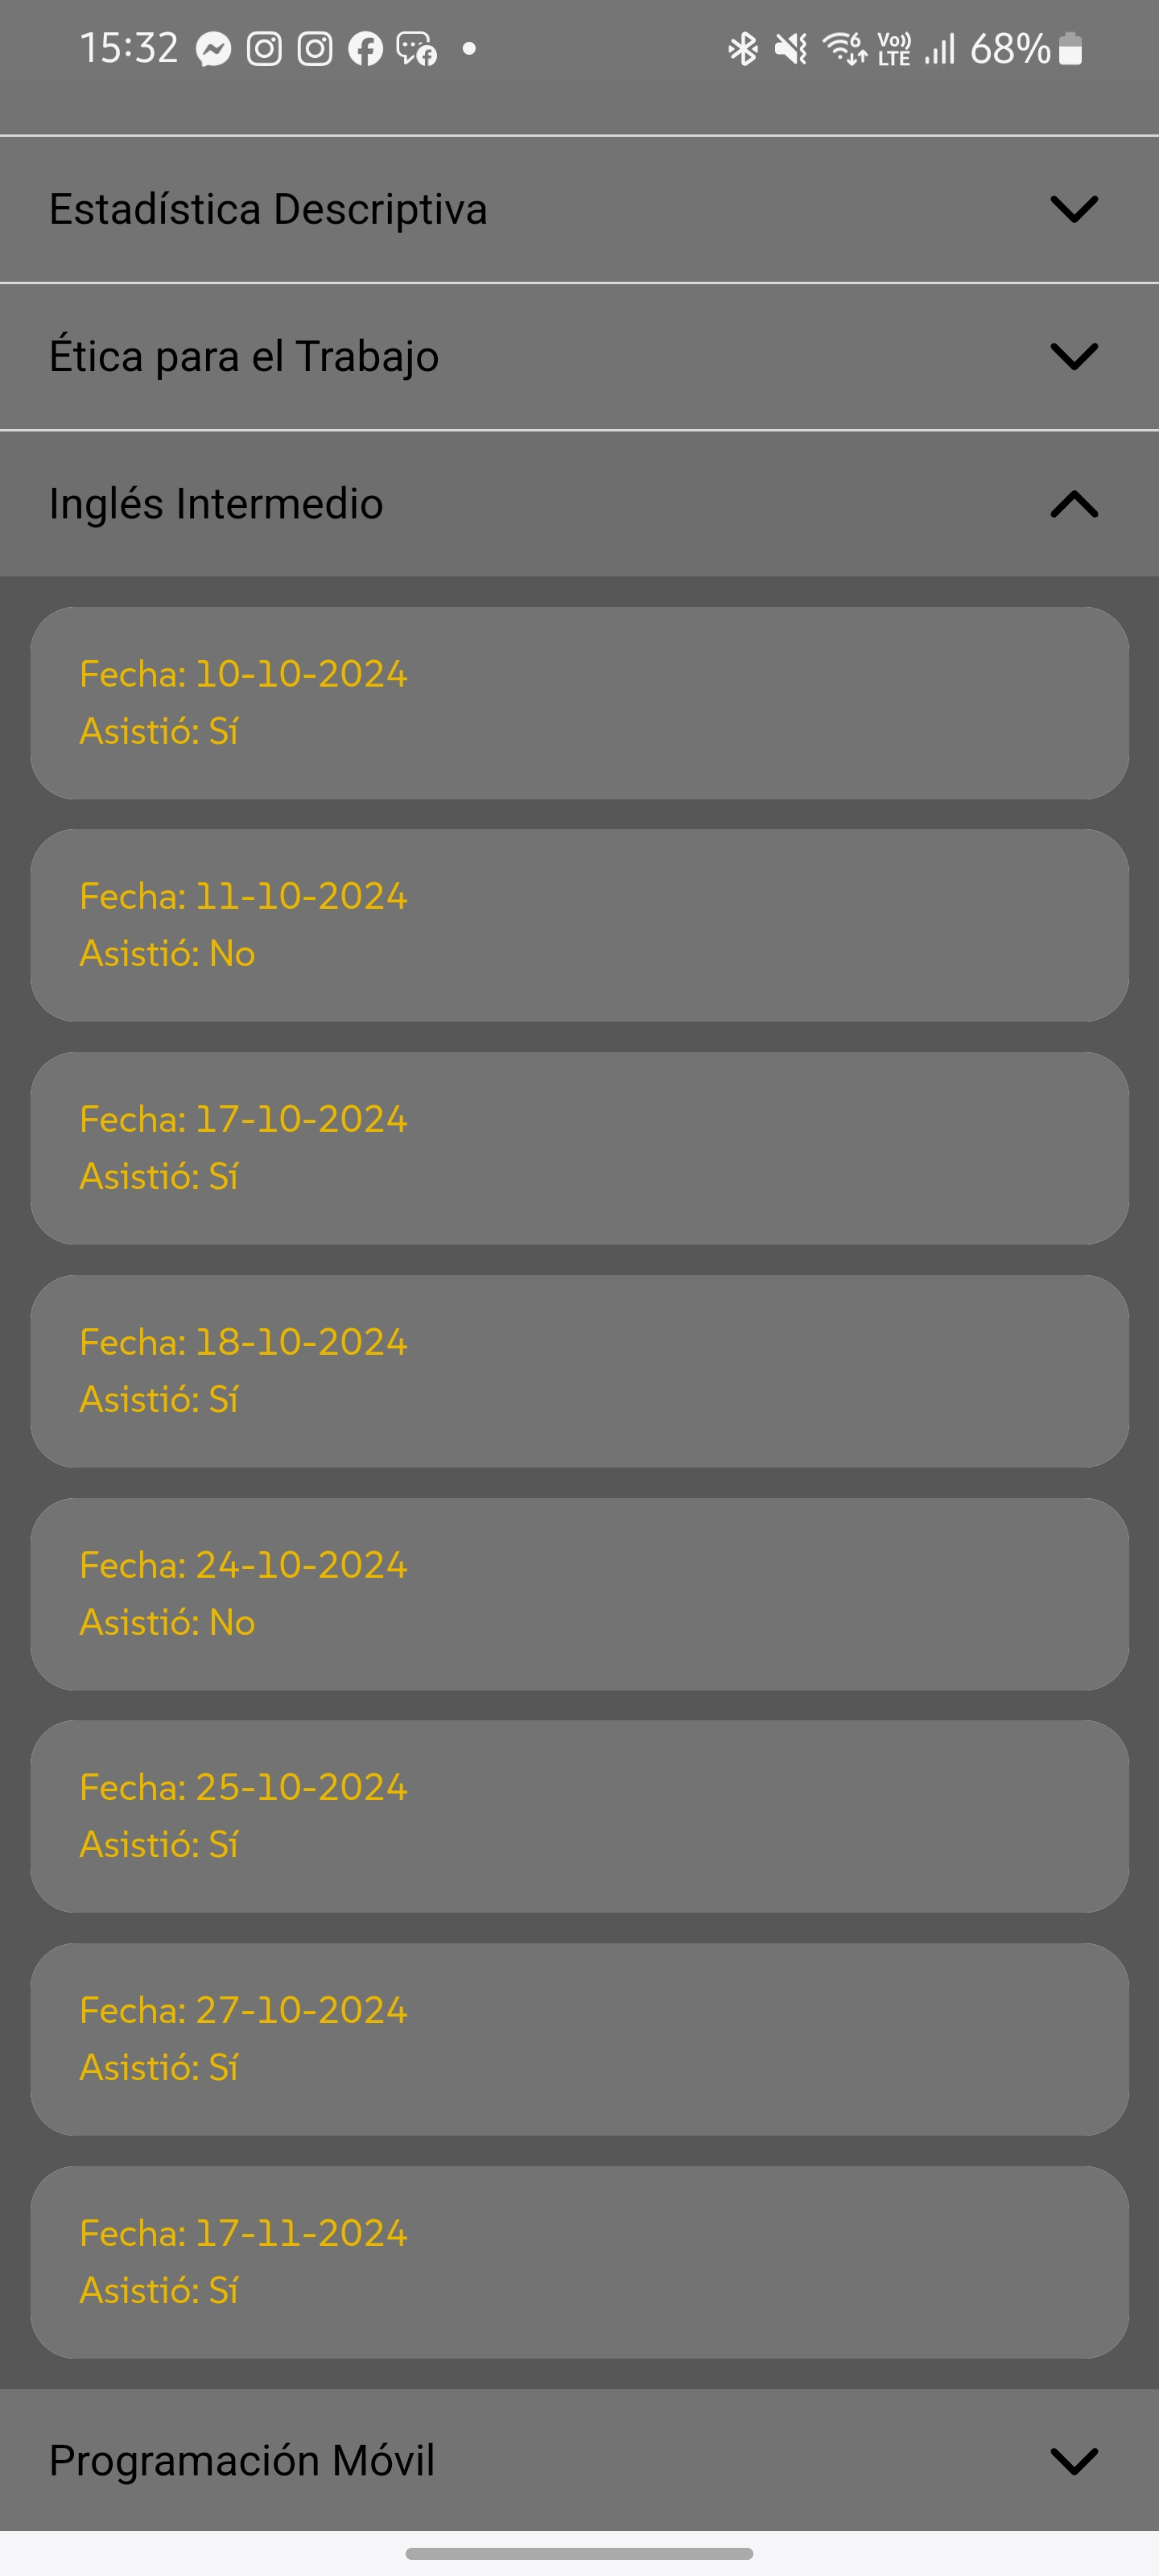 15:32 6 Vo)) LTE 68%
Estadística Descriptiva
Ética para el Trabajo
Inglés Intermedio
Fecha: 10-10-2024
Asistió: Sí
Fecha: 11-10-2024
Asistió: No
Fecha: 17-10-2024
Asistió: Sí
Fecha: 18-10-2024
Asistió: Sí
Fecha: 24-10-2024
Asistió: No
Fecha: 25-10-2024
Asistió: Sí
Fecha: 27-10-2024
Asistió: Sí
Fecha: 17-11-2024
Asistió: Sí
Programación Móvil